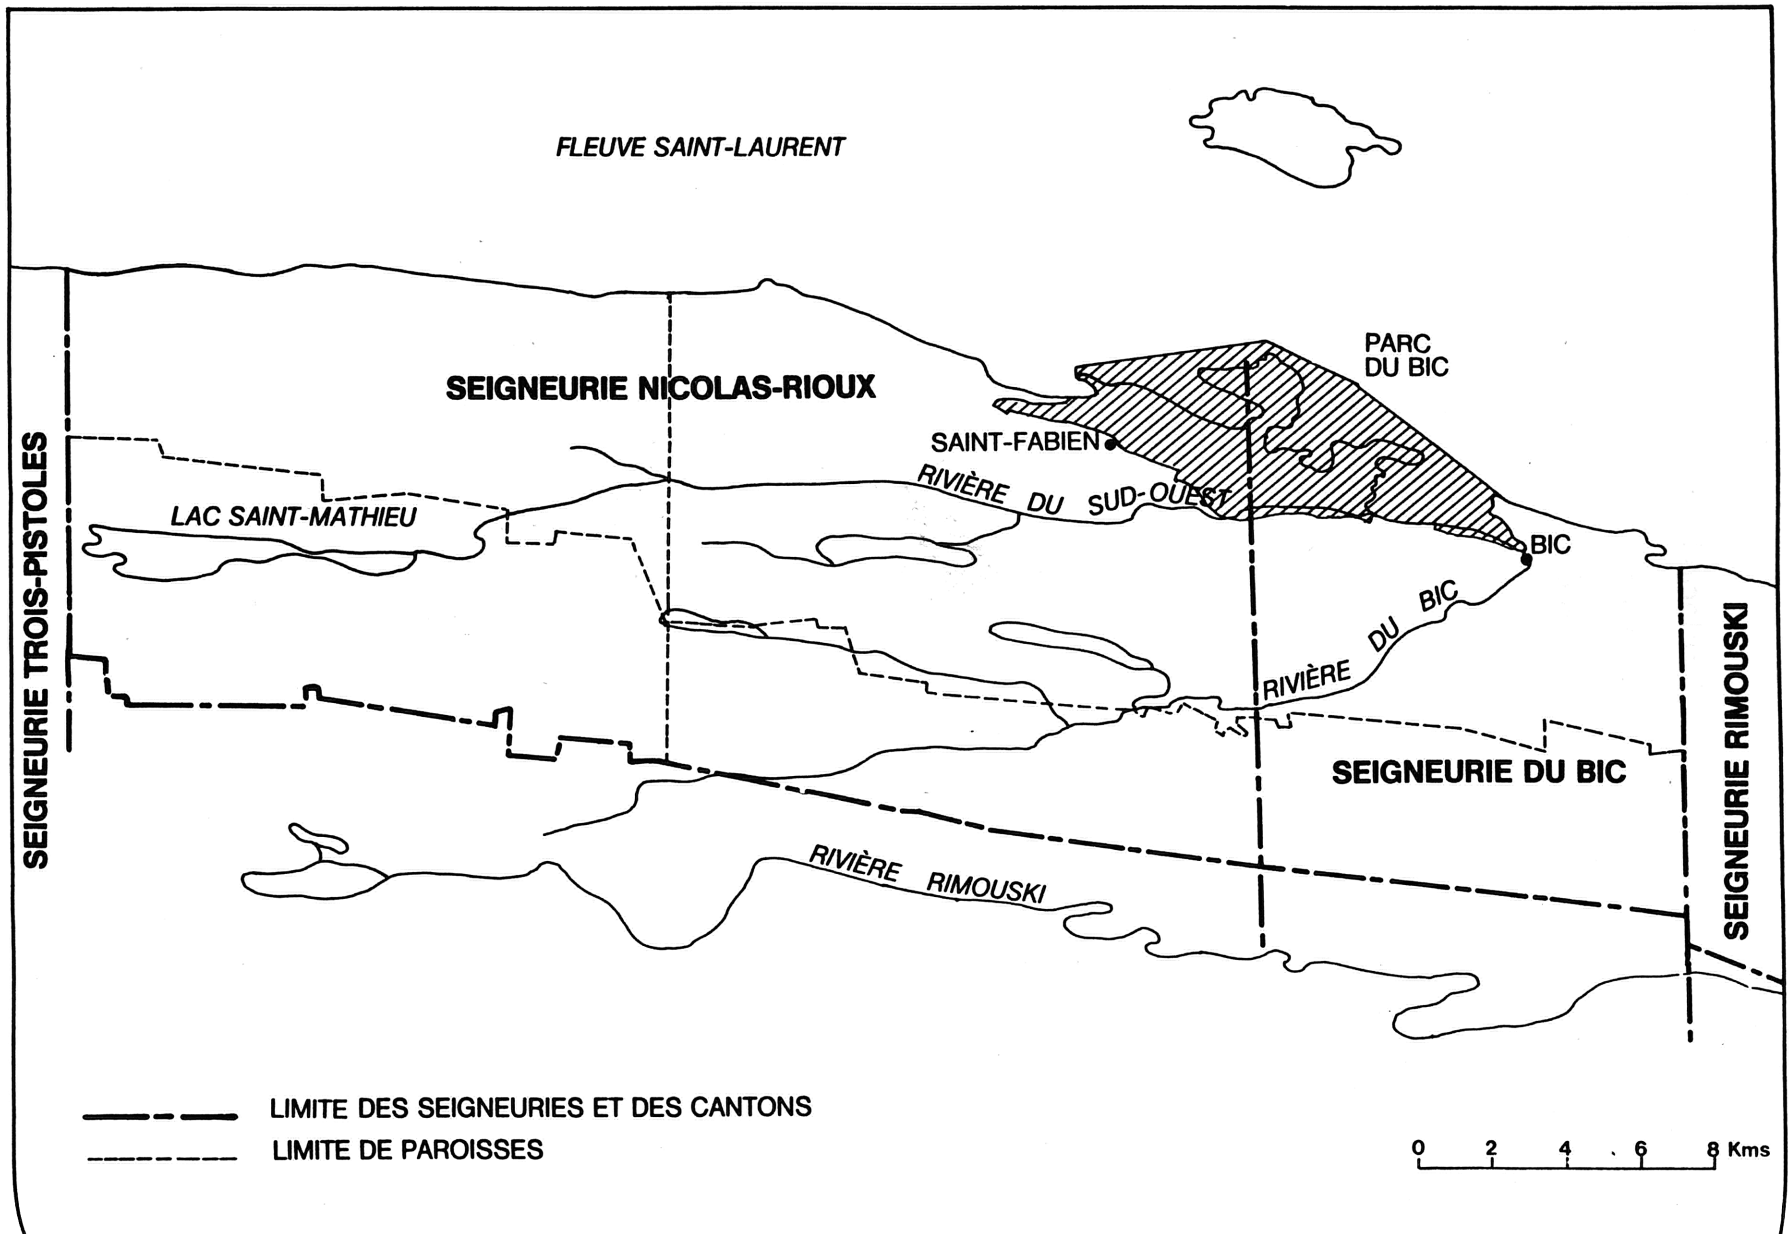 FLEUVE SAINT-LAURENT
PARC
DU BIC
SEIGNEURIE NICOLAS-RIOUX
SAINT-FABIEN
RIVIÈRE DU SUD-OUEST
LAC SAINT-MATHIEU
BIC
SEIGNEURIE TROIS-PISTOLES
RIVIÈRE DU BIC
SEIGNEURIE RIMOUSKI
SEIGNEURIE DU BIC
RIVIÈRE RIMOUSKI
LIMITE DES SEIGNEURIES ET DES CANTONS
LIMITE DE PAROISSES
0 2 4 6 8 Kms